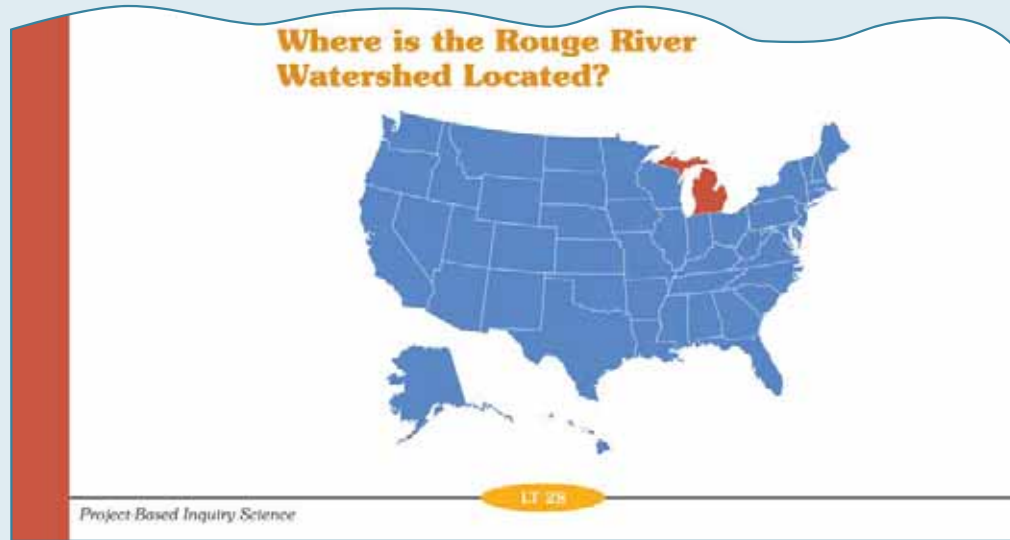 Where is the Rouge River
Watershed Located?
LT 28
Project-Based Inquiry Science